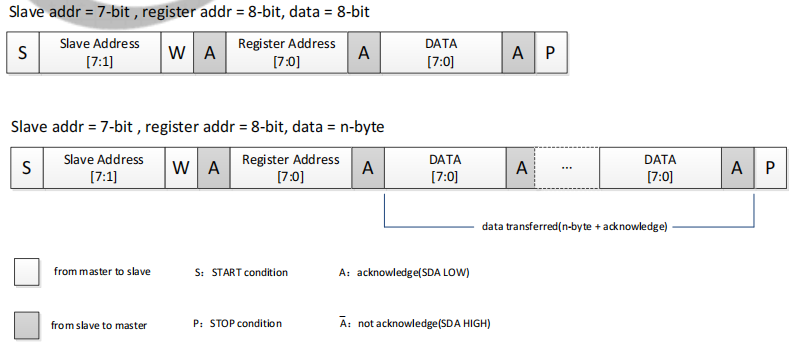 Slave addr = 7-bit , register addr = 8-bit, data = 8-bit
S Slave Address [7:1] W A Register Address [7:0] A DATA [7:0] A P
Slave addr = 7-bit , register addr = 8-bit, data = n-byte
S Slave Address [7:1] W A Register Address [7:0] A DATA [7:0] A ... DATA [7:0] A P
data transferred(n-byte + acknowledge)
from master to slave S: START condition A: acknowledge(SDA LOW)
from slave to master P: STOP condition A̅: not acknowledge(SDA HIGH)